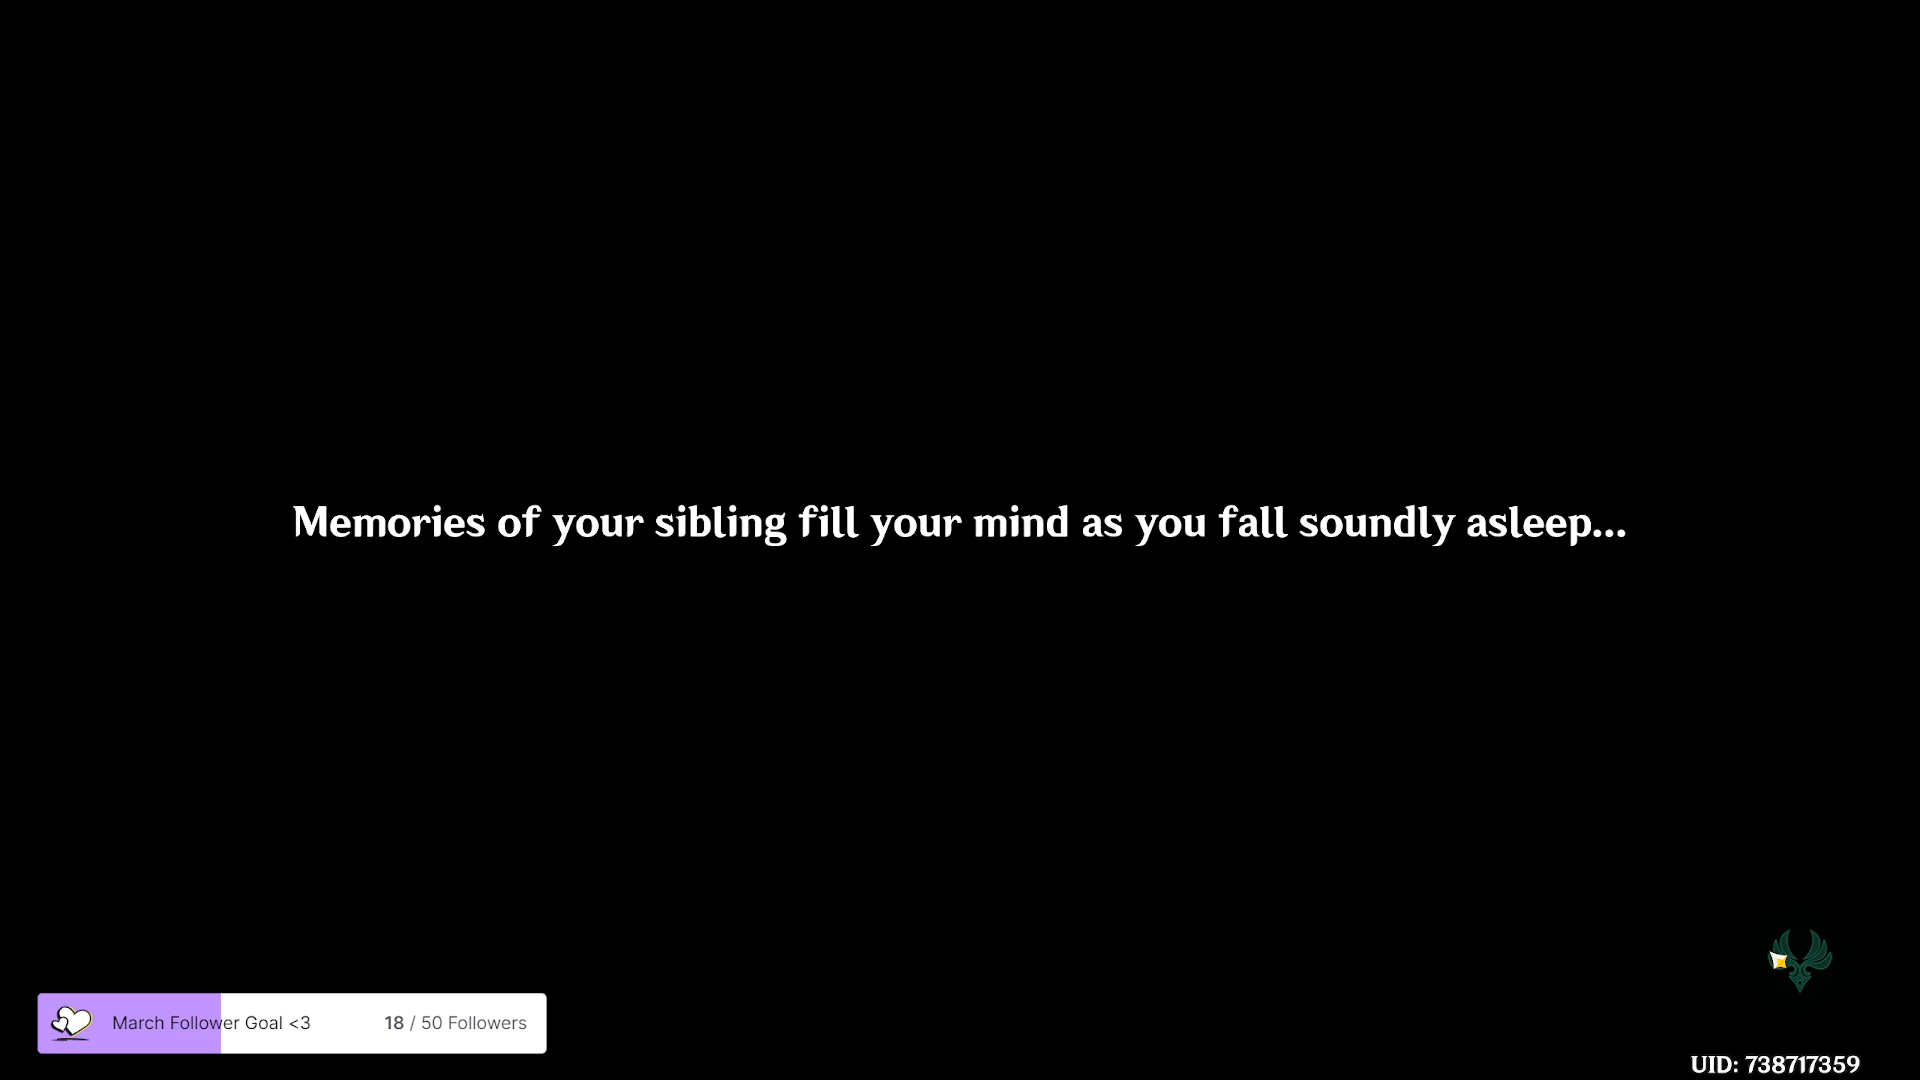 Memories of your sibling fill your mind as you fall soundly asleep...
March Follower Goal <3 18 / 50 Followers
UID: 738717359